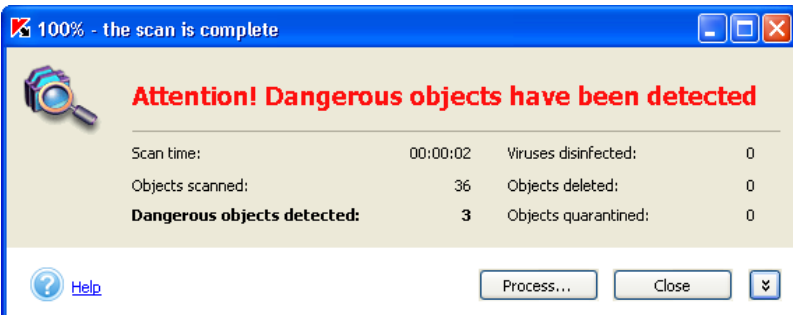 100% - the scan is complete
Attention! Dangerous objects have been detected
Scan time: 00:00:02 Viruses disinfected: 0
Objects scanned: 36 Objects deleted: 0
Dangerous objects detected: 3 Objects quarantined: 0
Help Process... Close